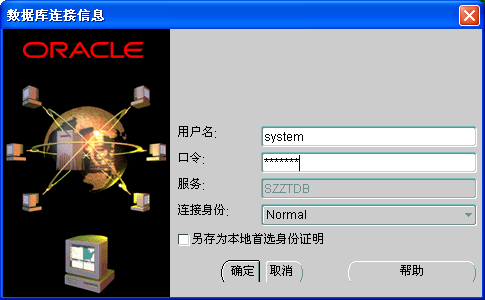 数据库连接信息
ORACLE
用户名:
system
口令:
*******
服务:
SZZTDB
连接身份:
Normal
另存为本地首选身份证明
确定 取消 帮助